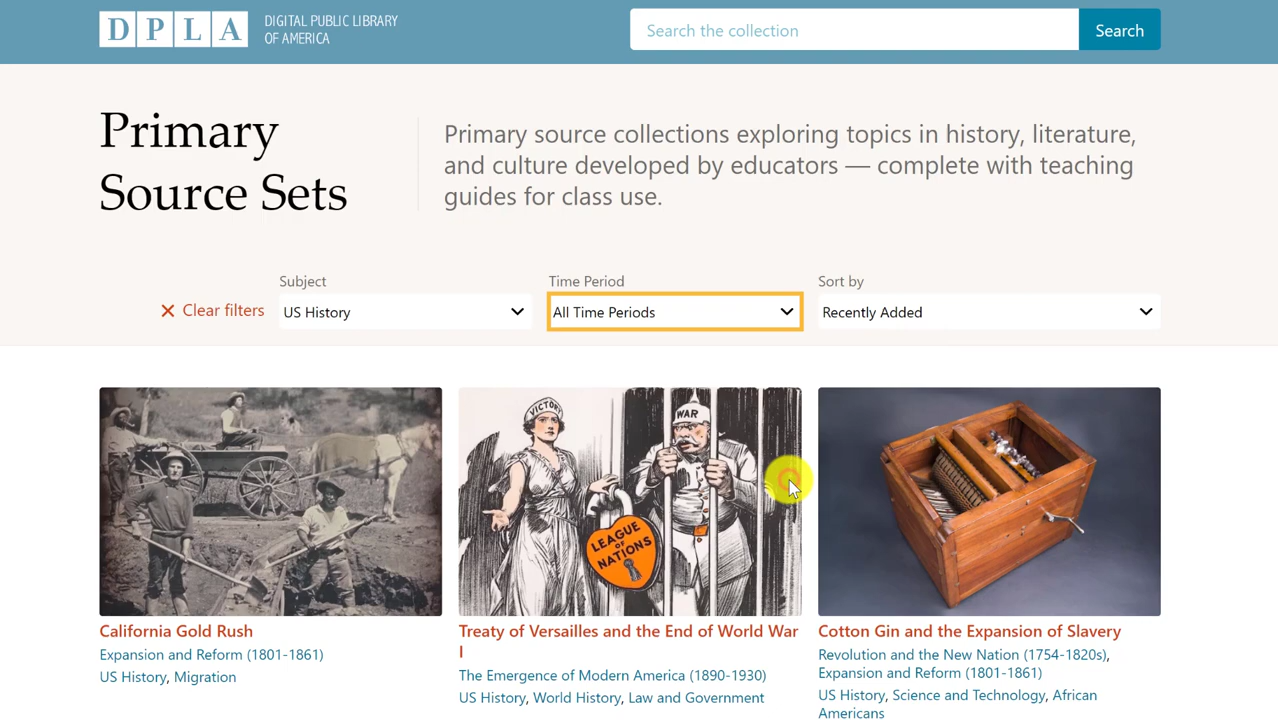 D P L A
DIGITAL PUBLIC LIBRARY
OF AMERICA
Search the collection
Search
Primary
Source Sets
Primary source collections exploring topics in history, literature,
and culture developed by educators — complete with teaching
guides for class use.
Subject
Time Period
Sort by
Clear filters
US History
All Time Periods
Recently Added
VICTORY
WAR
LEAGUE
OF
NATIONS
California Gold Rush
Expansion and Reform (1801-1861)
US History, Migration
Treaty of Versailles and the End of World War
I
The Emergence of Modern America (1890-1930)
US History, World History, Law and Government
Cotton Gin and the Expansion of Slavery
Revolution and the New Nation (1754-1820s),
Expansion and Reform (1801-1861)
US History, Science and Technology, African
Americans